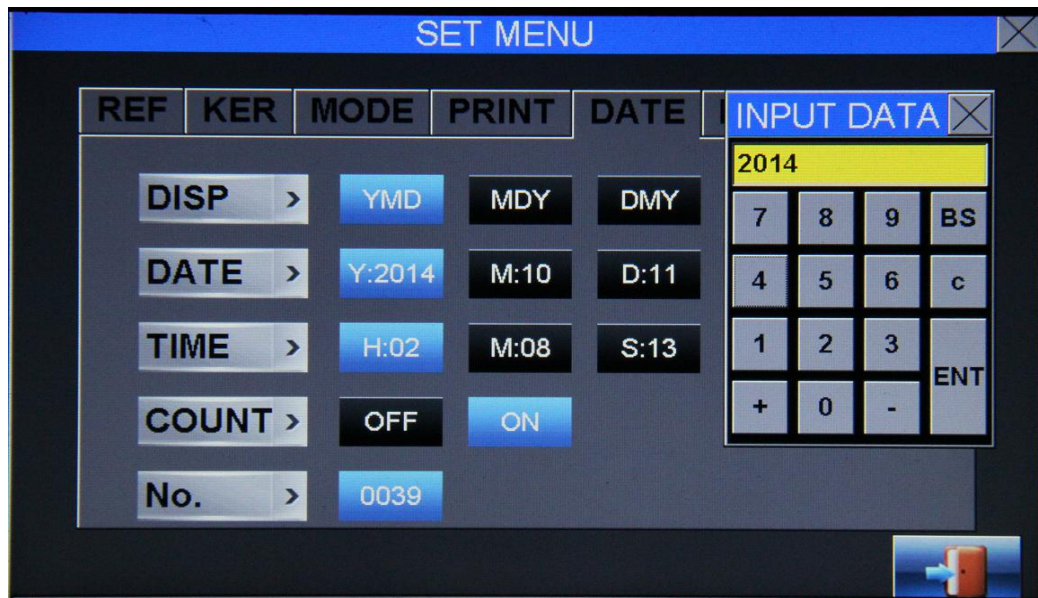 SET MENU
REF KER MODE PRINT DATE
INPUT DATA
2014
DISP > YMD MDY DMY
DATE > Y:2014 M:10 D:11
TIME > H:02 M:08 S:13
COUNT > OFF ON
No. > 0039
7 8 9 BS
4 5 6 c
1 2 3 ENT
+ 0 -